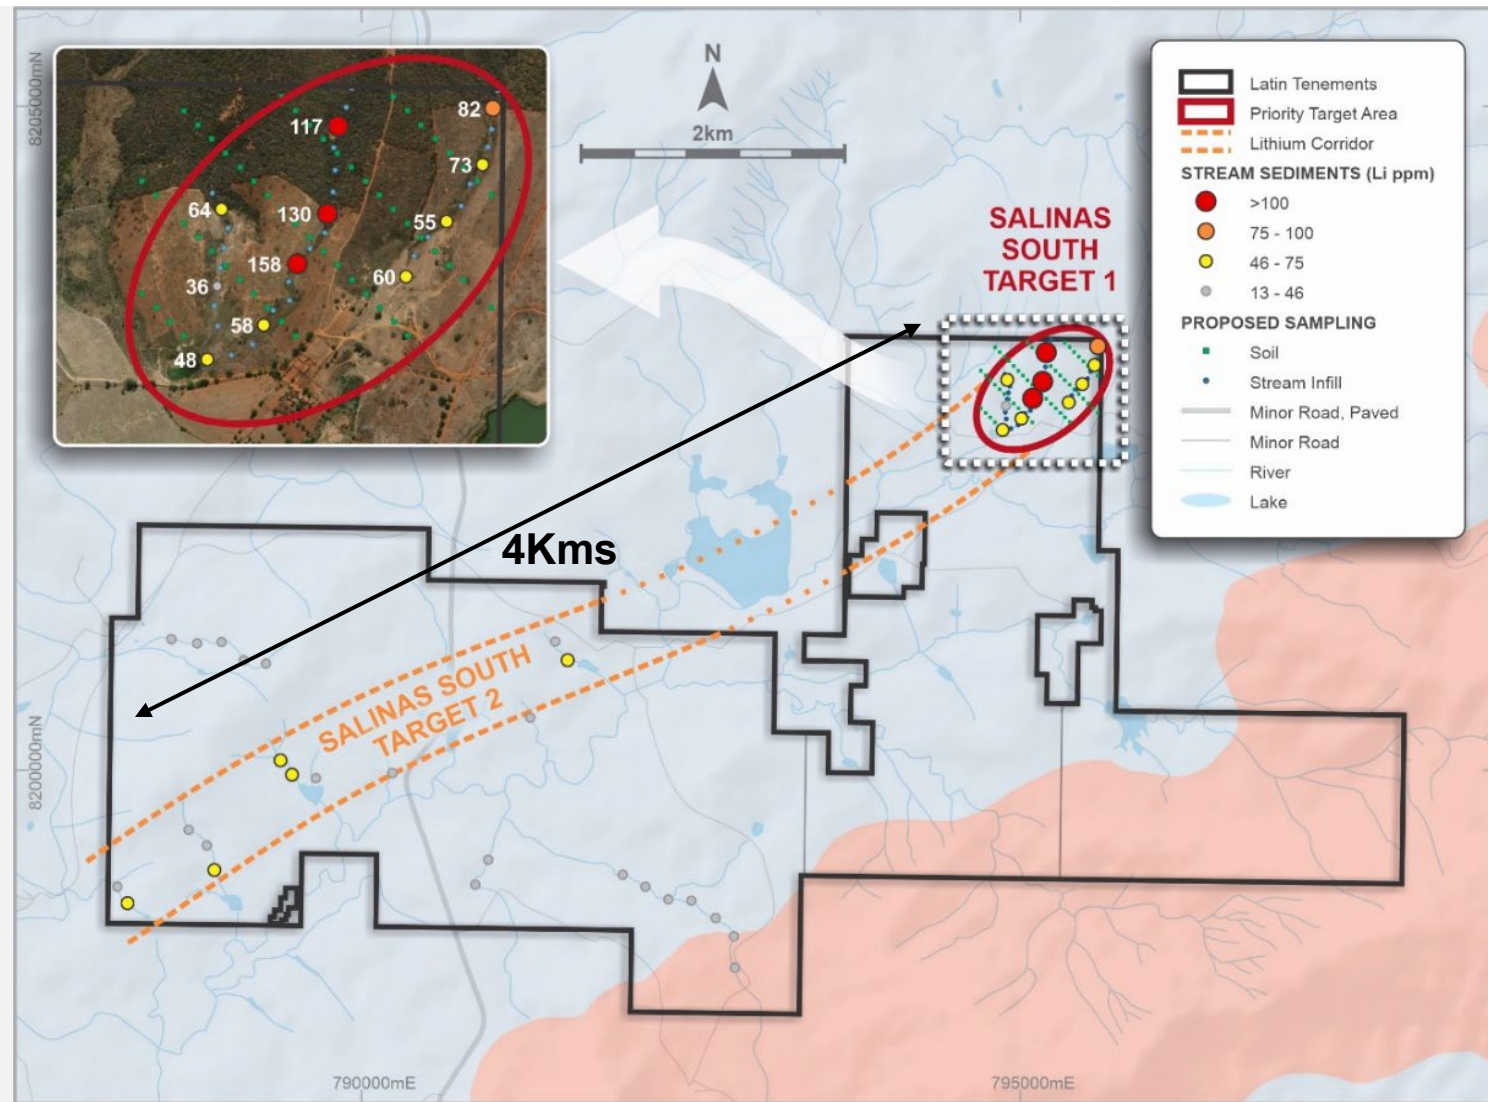 8205000mN
8200000mN
790000mE
795000mE
N
2km
117
82
73
64
130
55
158
60
36
58
48
SALINAS
SOUTH
TARGET 1
4Kms
SALINAS SOUTH
TARGET 2
Latin Tenements
Priority Target Area
Lithium Corridor
STREAM SEDIMENTS (Li ppm)
>100
75 - 100
46 - 75
13 - 46
PROPOSED SAMPLING
Soil
Stream Infill
Minor Road, Paved
Minor Road
River
Lake